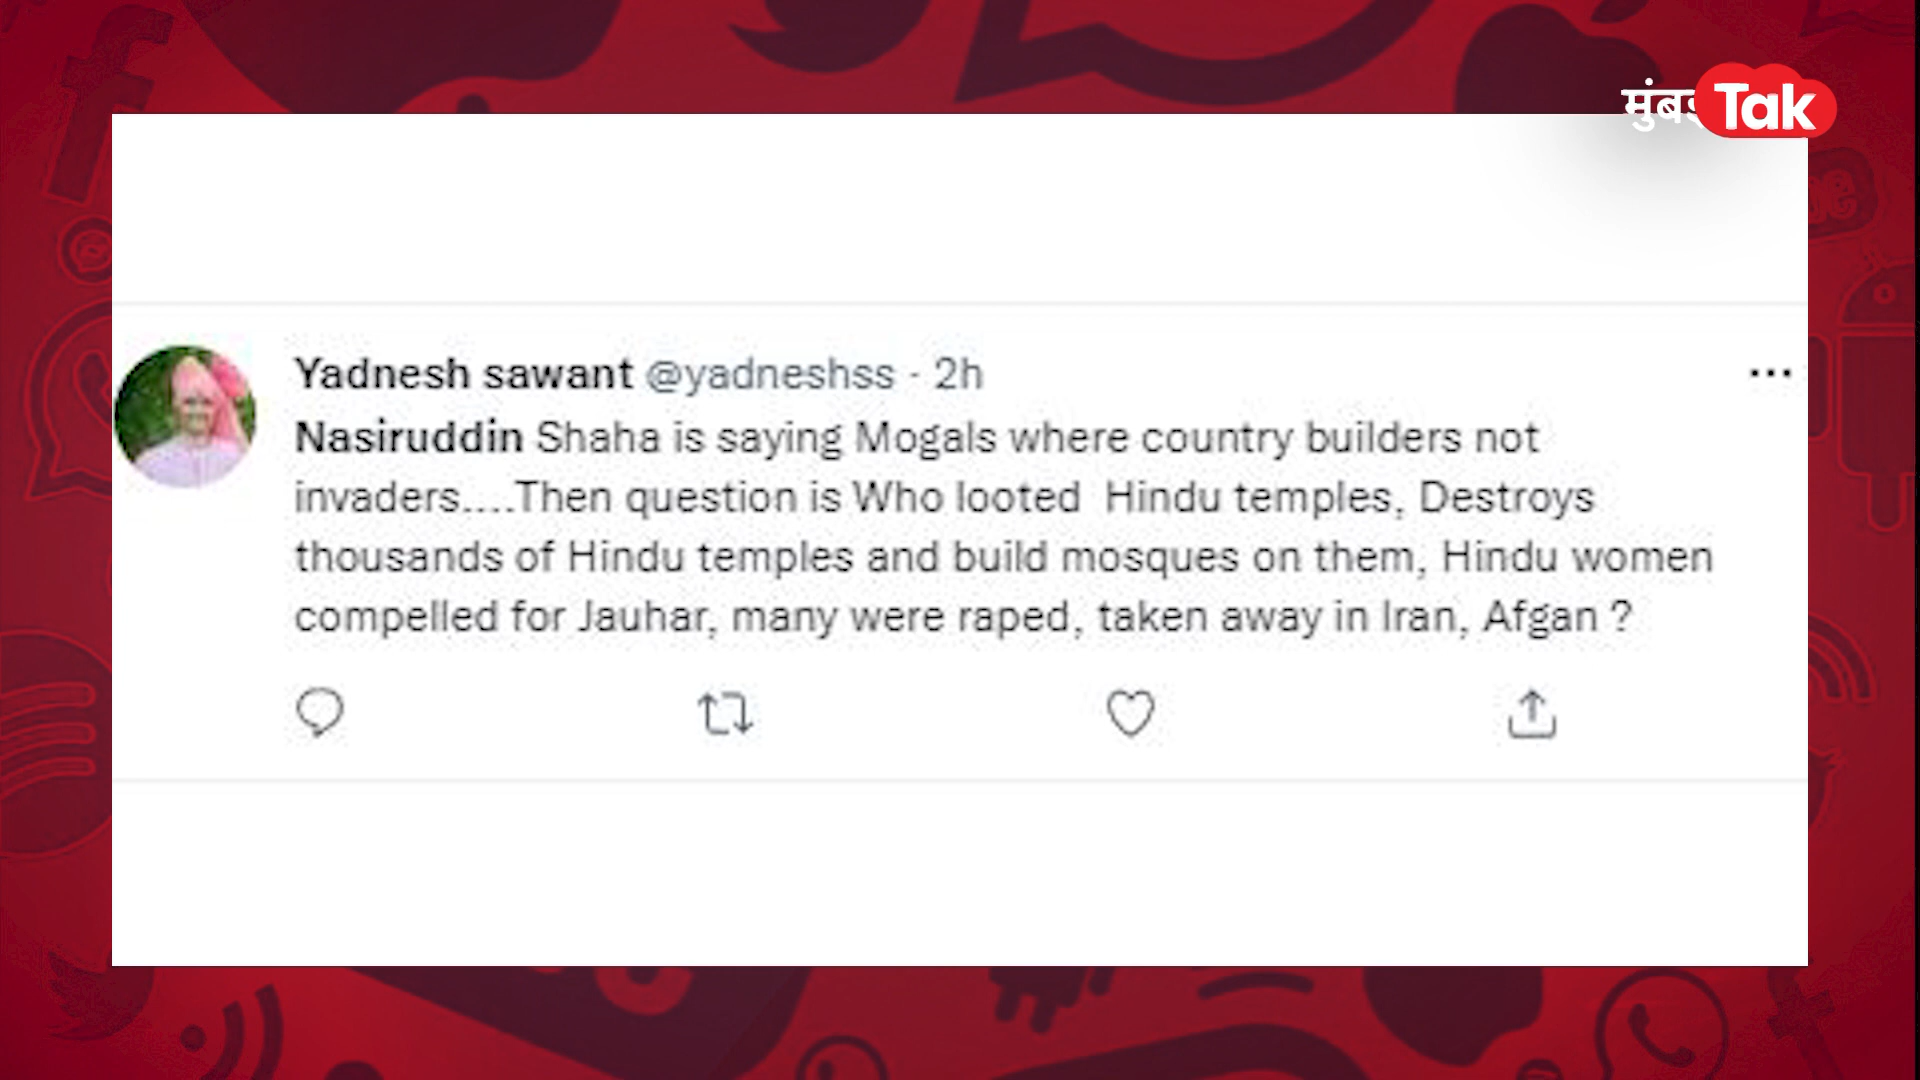 मुंबई Tak
Yadnesh sawant @yadneshss · 2h
Nasiruddin Shaha is saying Mogals where country builders not
invaders....Then question is Who looted Hindu temples, Destroys
thousands of Hindu temples and build mosques on them, Hindu women
compelled for Jauhar, many were raped, taken away in Iran, Afgan ?